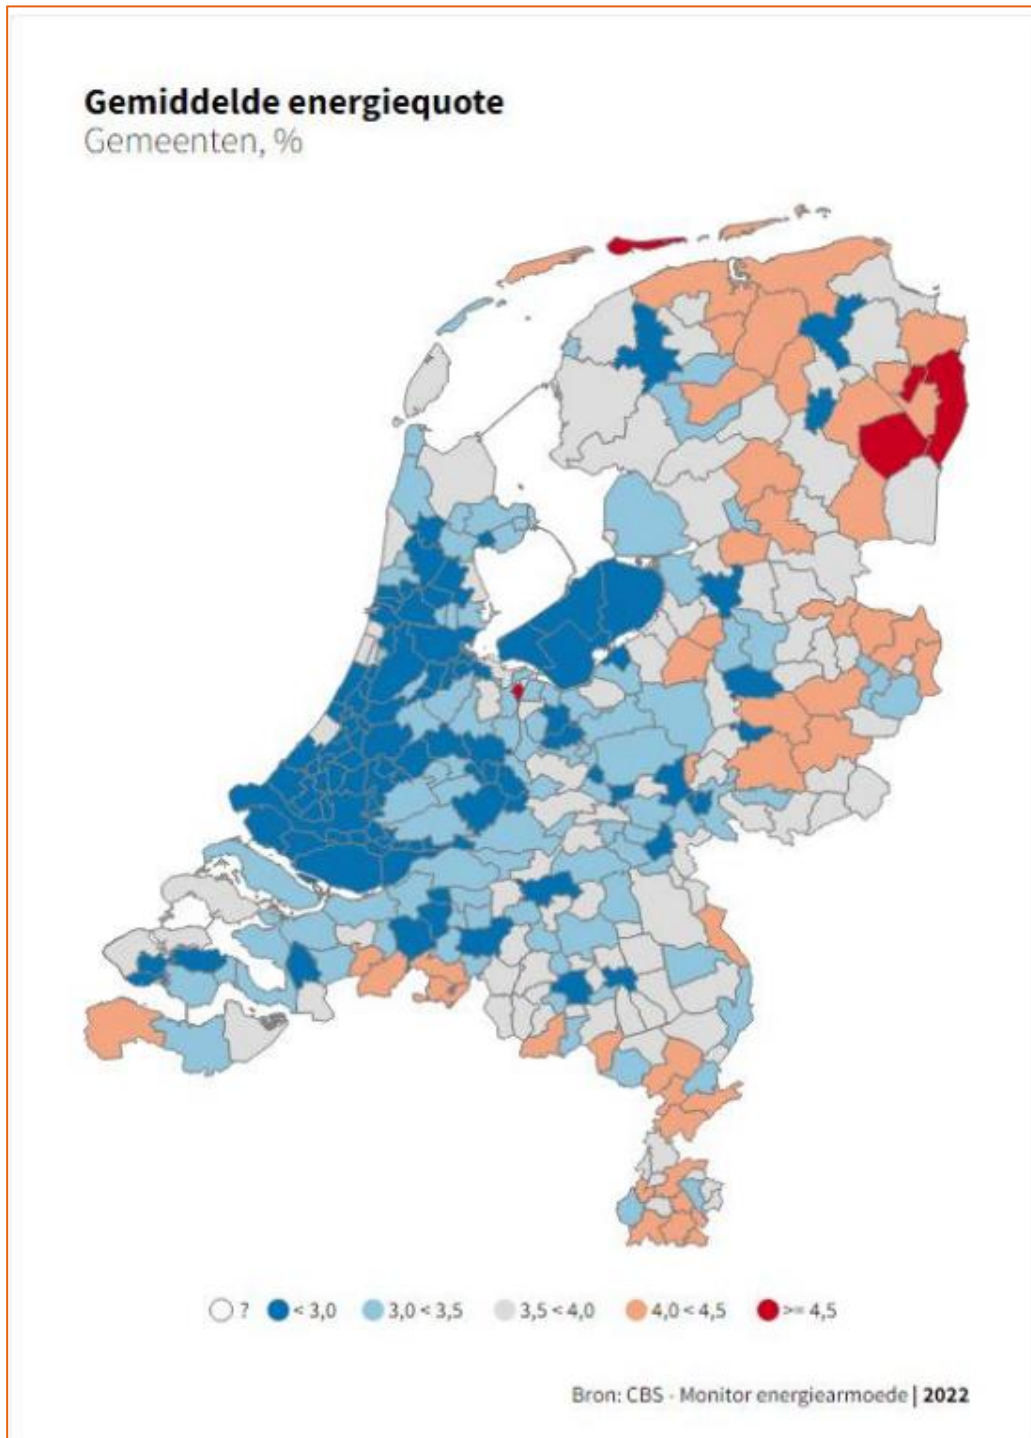 Gemiddelde energiequote
Gemeenten, %
? < 3,0 3,0 < 3,5 3,5 < 4,0 4,0 < 4,5 >= 4,5
Bron: CBS - Monitor energiearmoede | 2022